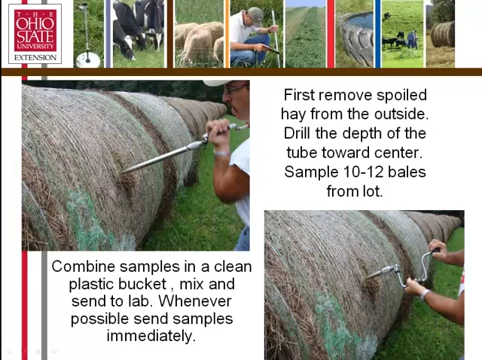 THE
OHIO
STATE
UNIVERSITY
EXTENSION
First remove spoiled
hay from the outside.
Drill the depth of the
tube toward center.
Sample 10-12 bales
from lot.
Combine samples in a clean
plastic bucket , mix and
send to lab. Whenever
possible send samples
immediately.